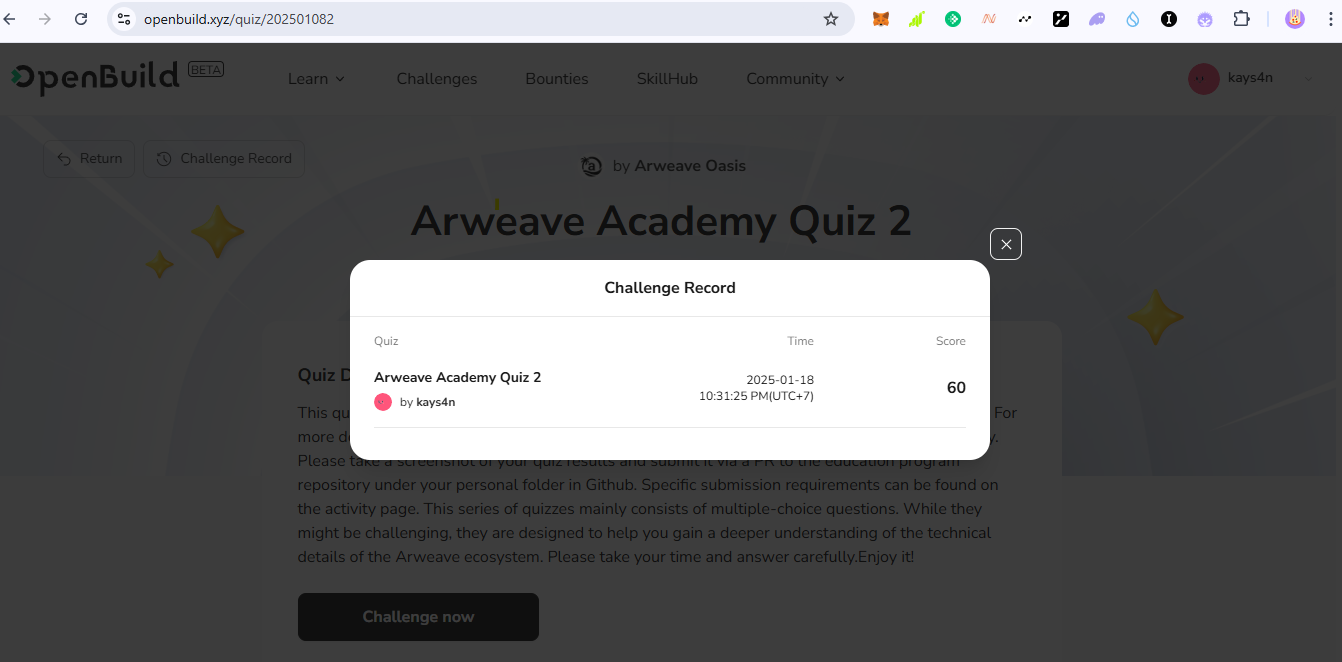 openbuild.xyz/quiz/202501082
OpenBuild BETA
Learn Challenges Bounties SkillHub Community
kays4n
Return Challenge Record
a by Arweave Oasis
Arweave Academy Quiz 2
Challenge Record
Quiz Time Score
Arweave Academy Quiz 2
by kays4n
2025-01-18
10:31:25 PM(UTC+7)
60
Quiz D
This qu For
more d y.
Please take a screenshot of your quiz results and submit it via a PR to the education program
repository under your personal folder in Github. Specific submission requirements can be found on
the activity page. This series of quizzes mainly consists of multiple-choice questions. While they
might be challenging, they are designed to help you gain a deeper understanding of the technical
details of the Arweave ecosystem. Please take your time and answer carefully.Enjoy it!
Challenge now